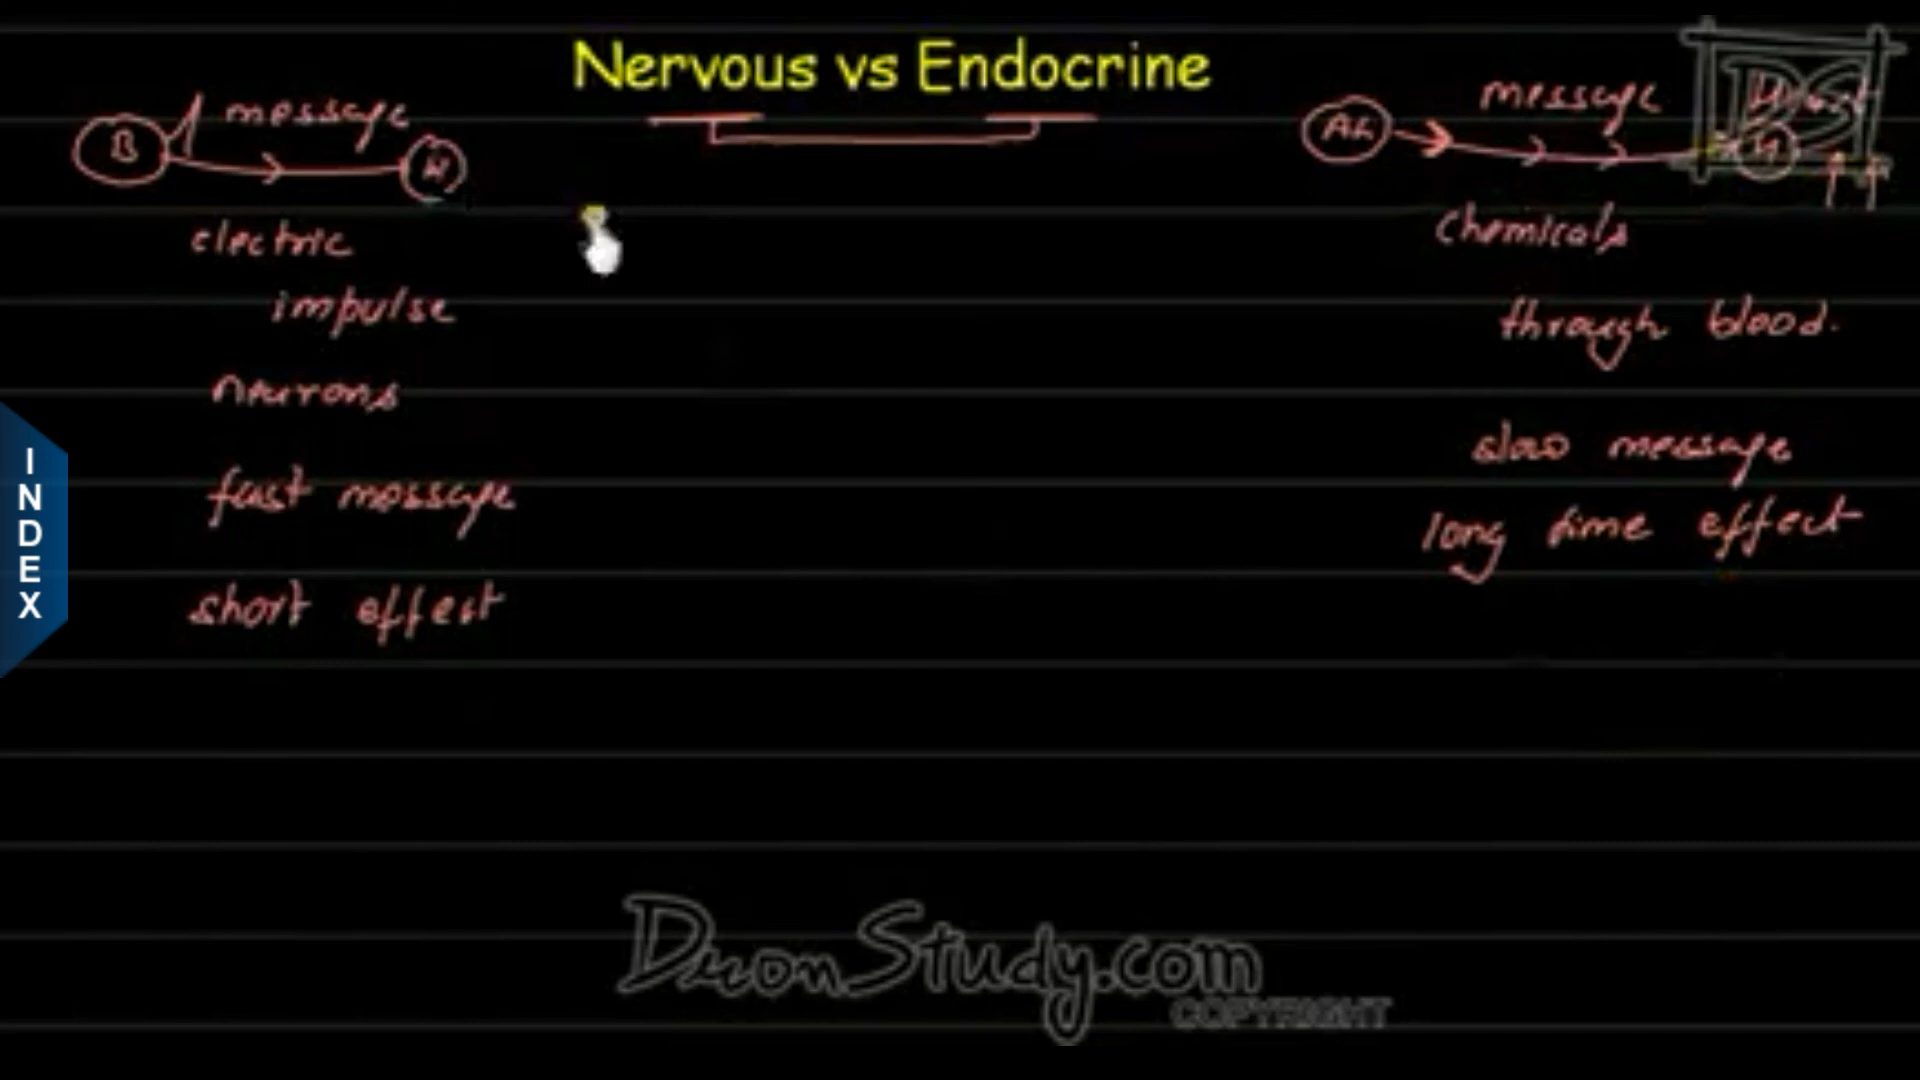 Nervous vs Endocrine
message
B
H
electric
impulse
neurons
fast message
short effect
message
DS
H
Chemicals
through blood.
slow message
long time effect
INDEX
DronStudy.com
COPYRIGHT